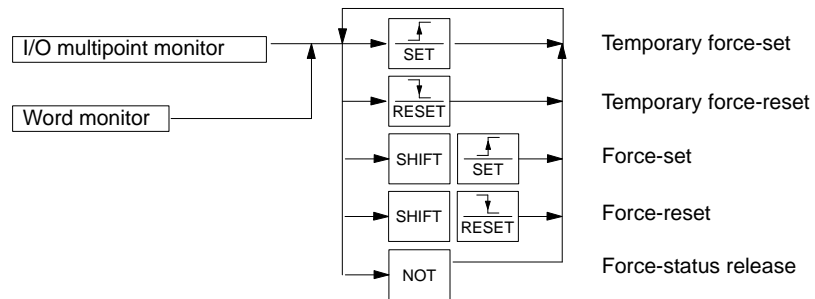 I/O multipoint monitor
SET
Temporary force-set
RESET
Temporary force-reset
Word monitor
SHIFT SET
Force-set
SHIFT RESET
Force-reset
NOT
Force-status release